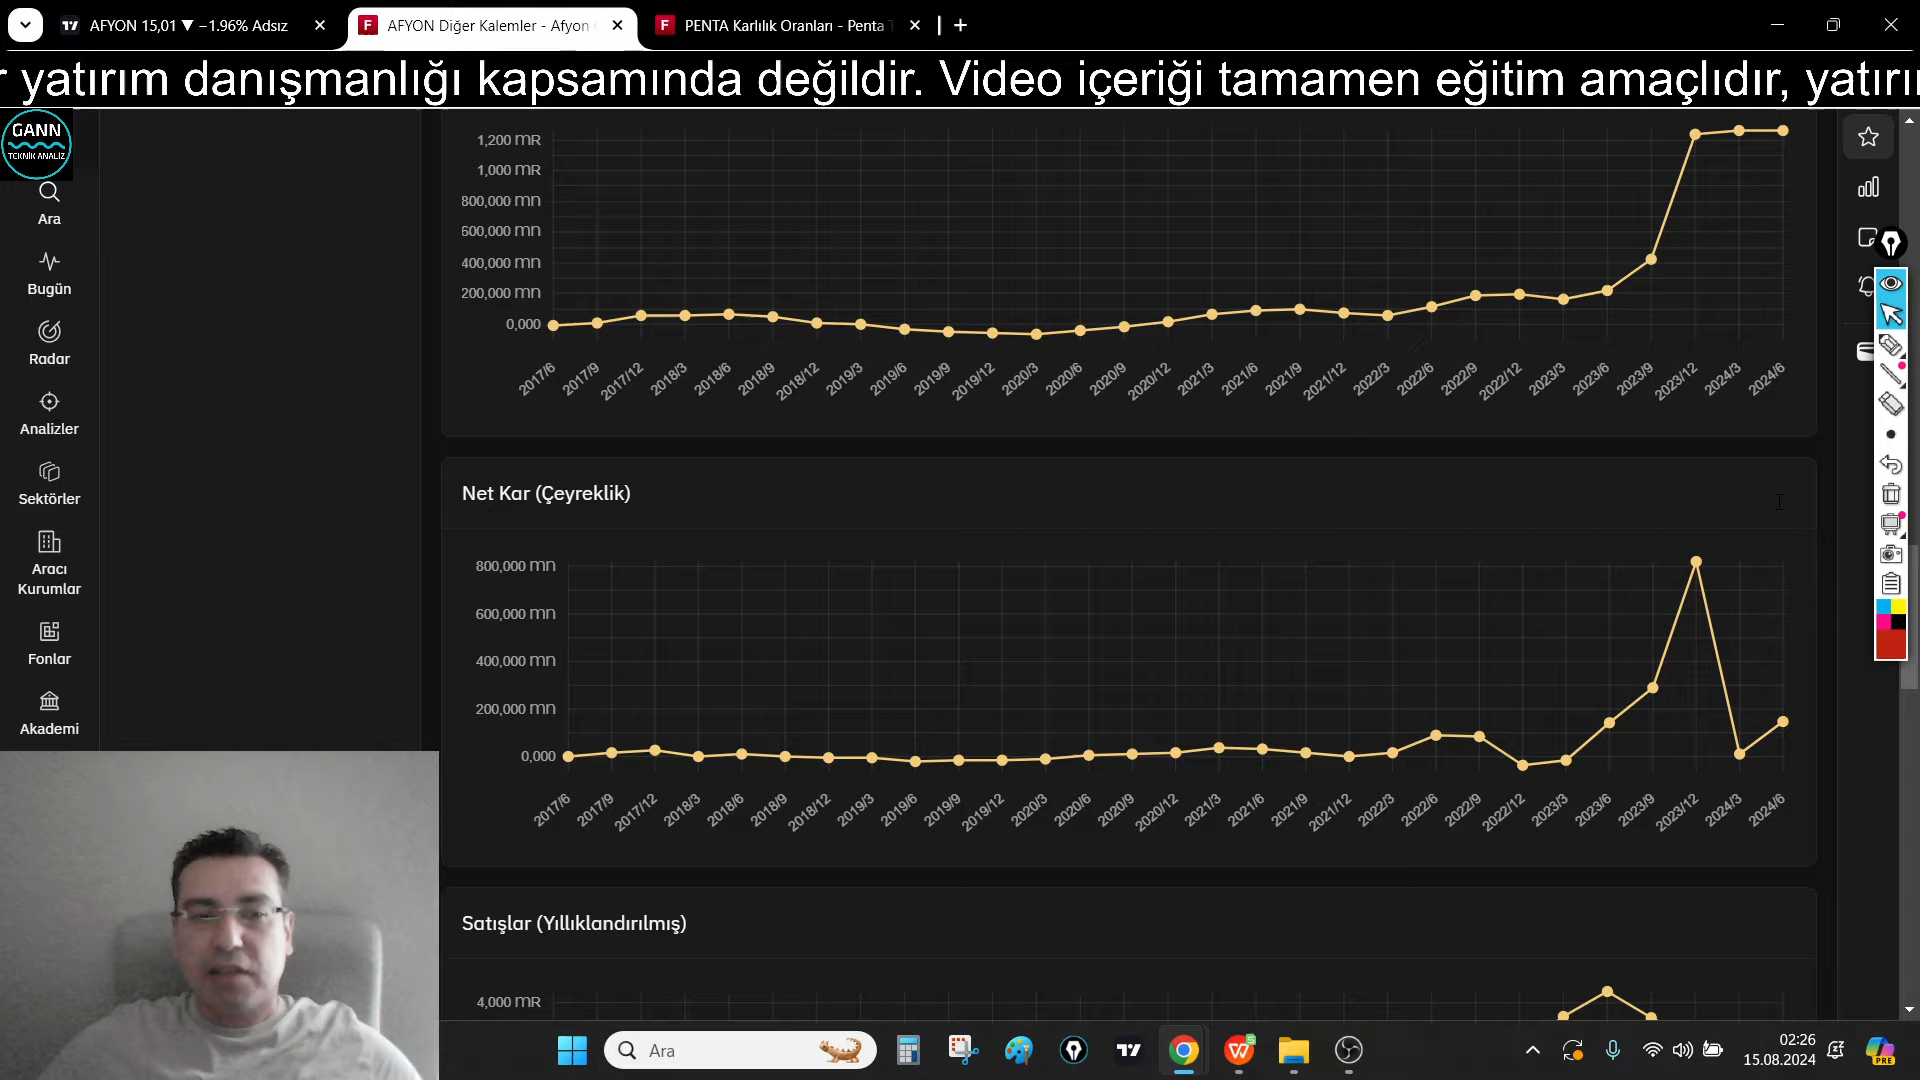 AFYON 15,01 ▼ −1.96% Adsız
AFYON Diğer Kalemler - Afyon
PENTA Karlılık Oranları - Penta
yatırım danışmanlığı kapsamında değildir. Video içeriği tamamen eğitim amaçlıdır, yatırı
GANN
TEKNİK ANALİZ
Ara
Bugün
Radar
Analizler
Sektörler
Aracı
Kurumlar
Fonlar
Akademi
1,200 mR
1,000 mR
800,000 mn
600,000 mn
400,000 mn
200,000 mn
0,000
2017/6 2017/9 2017/12 2018/3 2018/6 2018/9 2018/12 2019/3 2019/6 2019/9 2019/12 2020/3 2020/6 2020/9 2020/12 2021/3 2021/6 2021/9 2021/12 2022/3 2022/6 2022/9 2022/12 2023/3 2023/6 2023/9 2023/12 2024/3 2024/6
Net Kar (Çeyreklik)
800,000 mn
600,000 mn
400,000 mn
200,000 mn
0,000
2017/6 2017/9 2017/12 2018/3 2018/6 2018/9 2018/12 2019/3 2019/6 2019/9 2019/12 2020/3 2020/6 2020/9 2020/12 2021/3 2021/6 2021/9 2021/12 2022/3 2022/6 2022/9 2022/12 2023/3 2023/6 2023/9 2023/12 2024/3 2024/6
Satışlar (Yıllıklandırılmış)
4,000 mR
Ara
02:26
15.08.2024
PRE